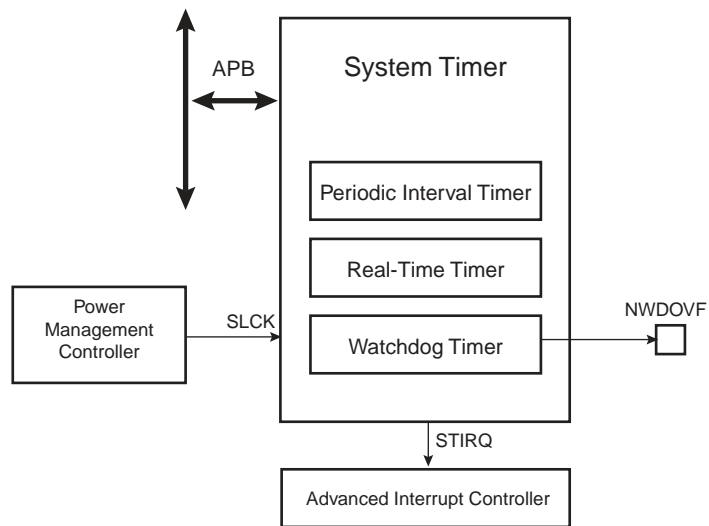 APB
System Timer
Periodic Interval Timer
Real-Time Timer
Power
Management
Controller
SLCK
Watchdog Timer
NWDOVF
STIRQ
Advanced Interrupt Controller